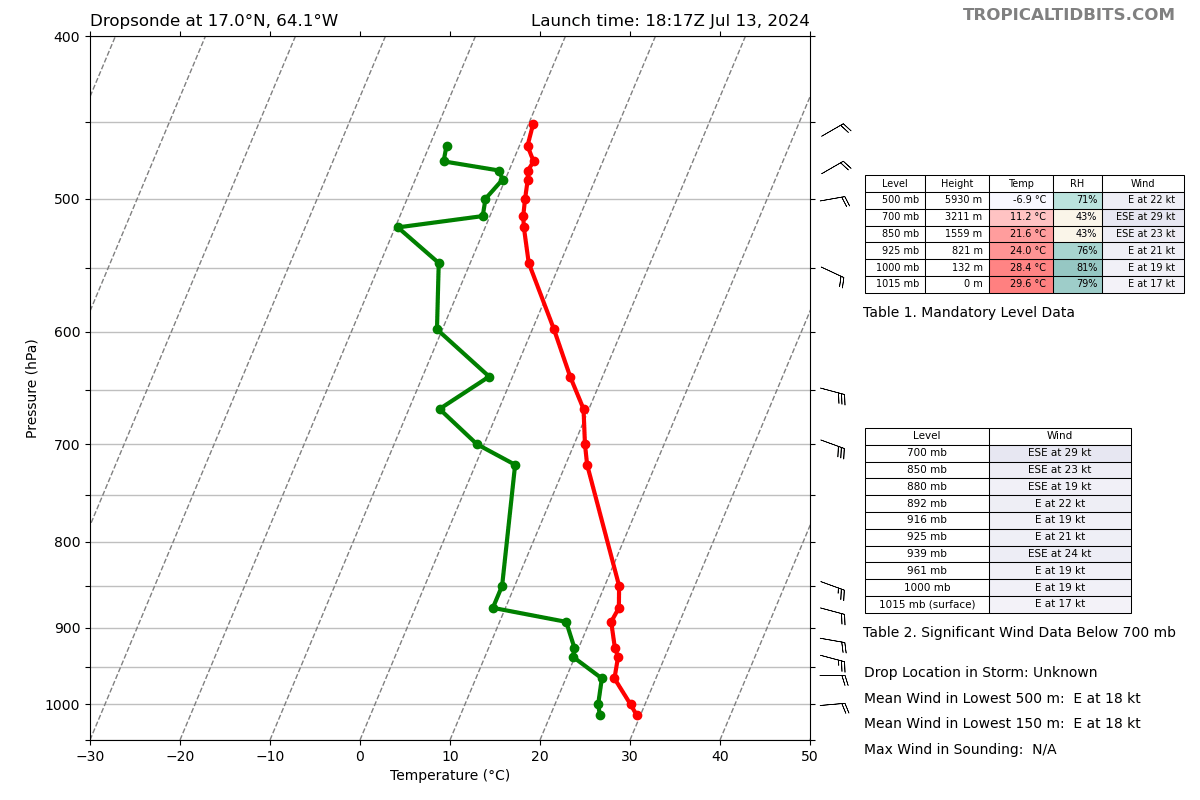 Dropsonde at 17.0°N, 64.1°W
Launch time: 18:17Z Jul 13, 2024
TROPICALTIDBITS.COM
Pressure (hPa)
400
500
600
700
800
900
1000
−30 −20 −10 0 10 20 30 40 50
Temperature (°C)
Level Height Temp RH Wind
500 mb 5930 m -6.9 °C 71% E at 22 kt
700 mb 3211 m 11.2 °C 43% ESE at 29 kt
850 mb 1559 m 21.6 °C 43% ESE at 23 kt
925 mb 821 m 24.0 °C 76% E at 21 kt
1000 mb 132 m 28.4 °C 81% E at 19 kt
1015 mb 0 m 29.6 °C 79% E at 17 kt
Table 1. Mandatory Level Data
Level Wind
700 mb ESE at 29 kt
850 mb ESE at 23 kt
880 mb ESE at 19 kt
892 mb E at 22 kt
916 mb E at 19 kt
925 mb E at 21 kt
939 mb ESE at 24 kt
961 mb E at 19 kt
1000 mb E at 19 kt
1015 mb (surface) E at 17 kt
Table 2. Significant Wind Data Below 700 mb
Drop Location in Storm: Unknown
Mean Wind in Lowest 500 m: E at 18 kt
Mean Wind in Lowest 150 m: E at 18 kt
Max Wind in Sounding: N/A